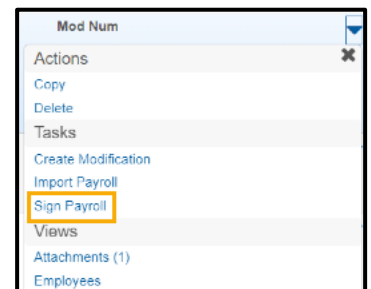 Mod Num
Actions
Copy
Delete
Tasks
Create Modification
Import Payroll
Sign Payroll
Views
Attachments (1)
Employees